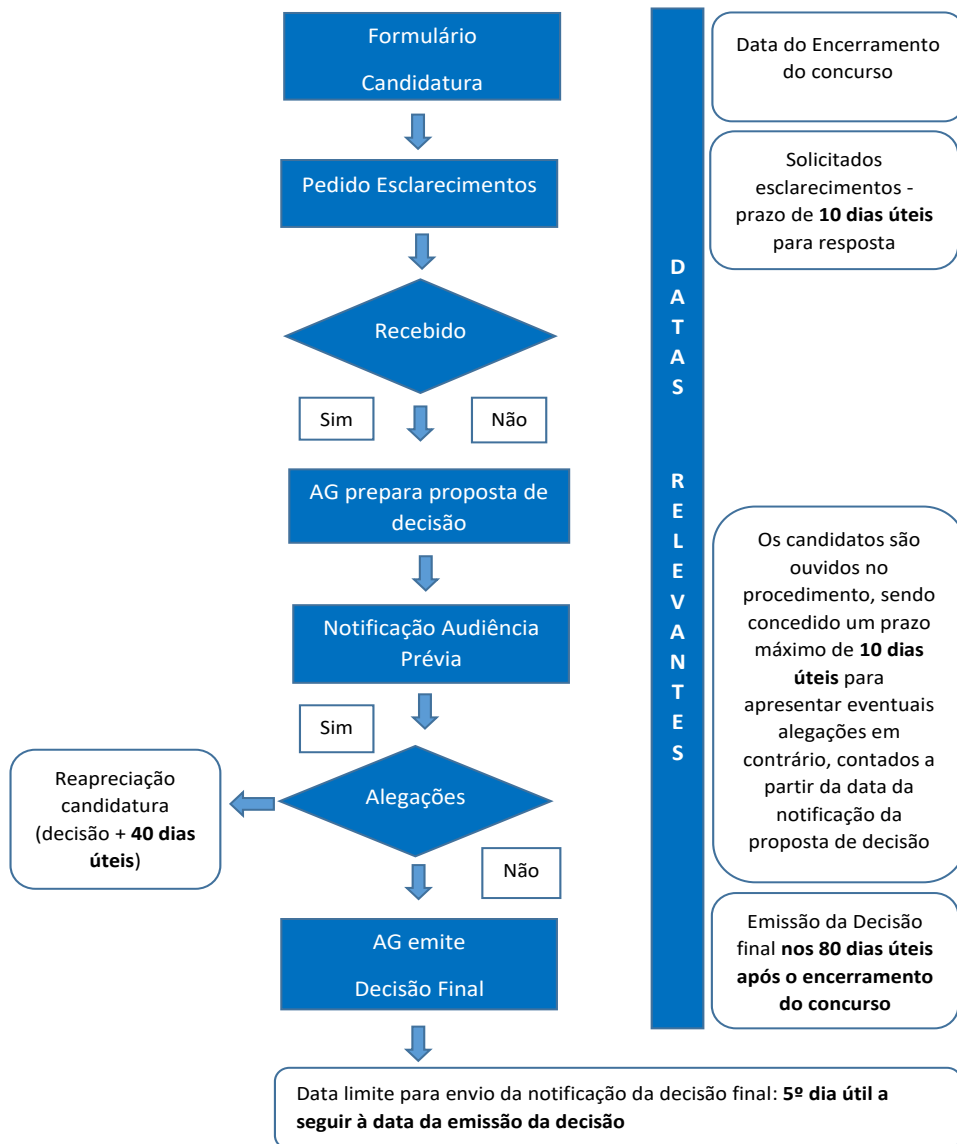 Formulário
Candidatura
Data do Encerramento
do concurso
Pedido Esclarecimentos
Solicitados
esclarecimentos -
prazo de 10 dias úteis
para resposta
DATAS RELEVANTES
Recebido
Sim
Não
AG prepara proposta de
decisão
Notificação Audiência
Prévia
Os candidatos são
ouvidos no
procedimento, sendo
concedido um prazo
máximo de 10 dias
úteis para
apresentar eventuais
alegações em
contrário, contados a
partir da data da
notificação da
proposta de decisão
Sim
Alegações
Reapreciação
candidatura
(decisão + 40 dias
úteis)
Não
AG emite
Decisão Final
Emissão da Decisão
final nos 80 dias úteis
após o encerramento
do concurso
Data limite para envio da notificação da decisão final: 5º dia útil a
seguir à data da emissão da decisão